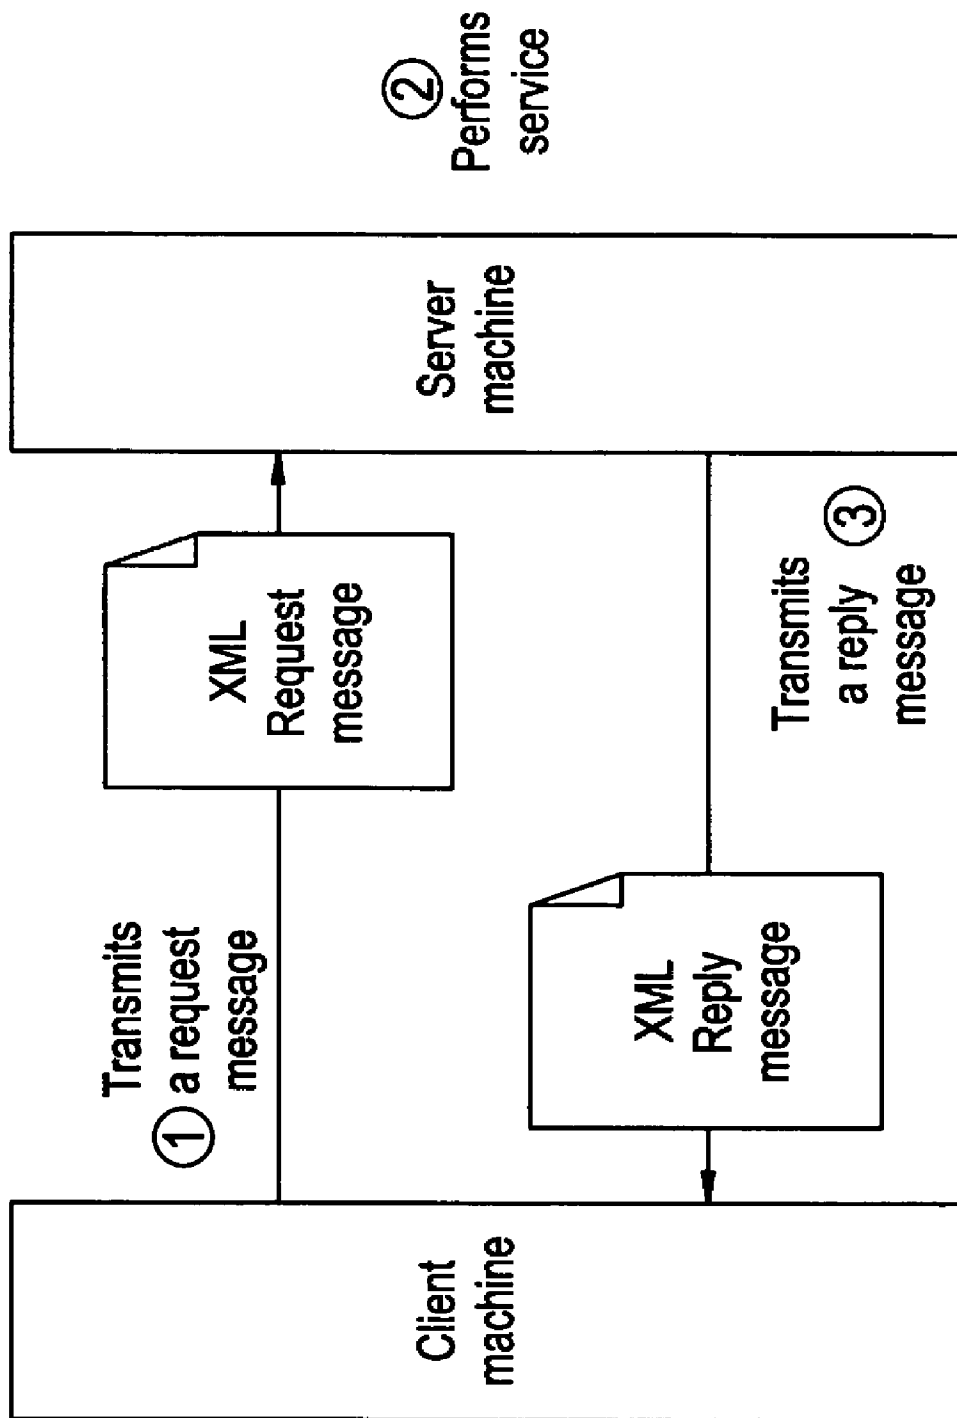 Client
machine
Transmits
① a request
message
XML
Request
message
XML
Reply
message
Transmits
a reply ③
message
Server
machine
②
Performs
service